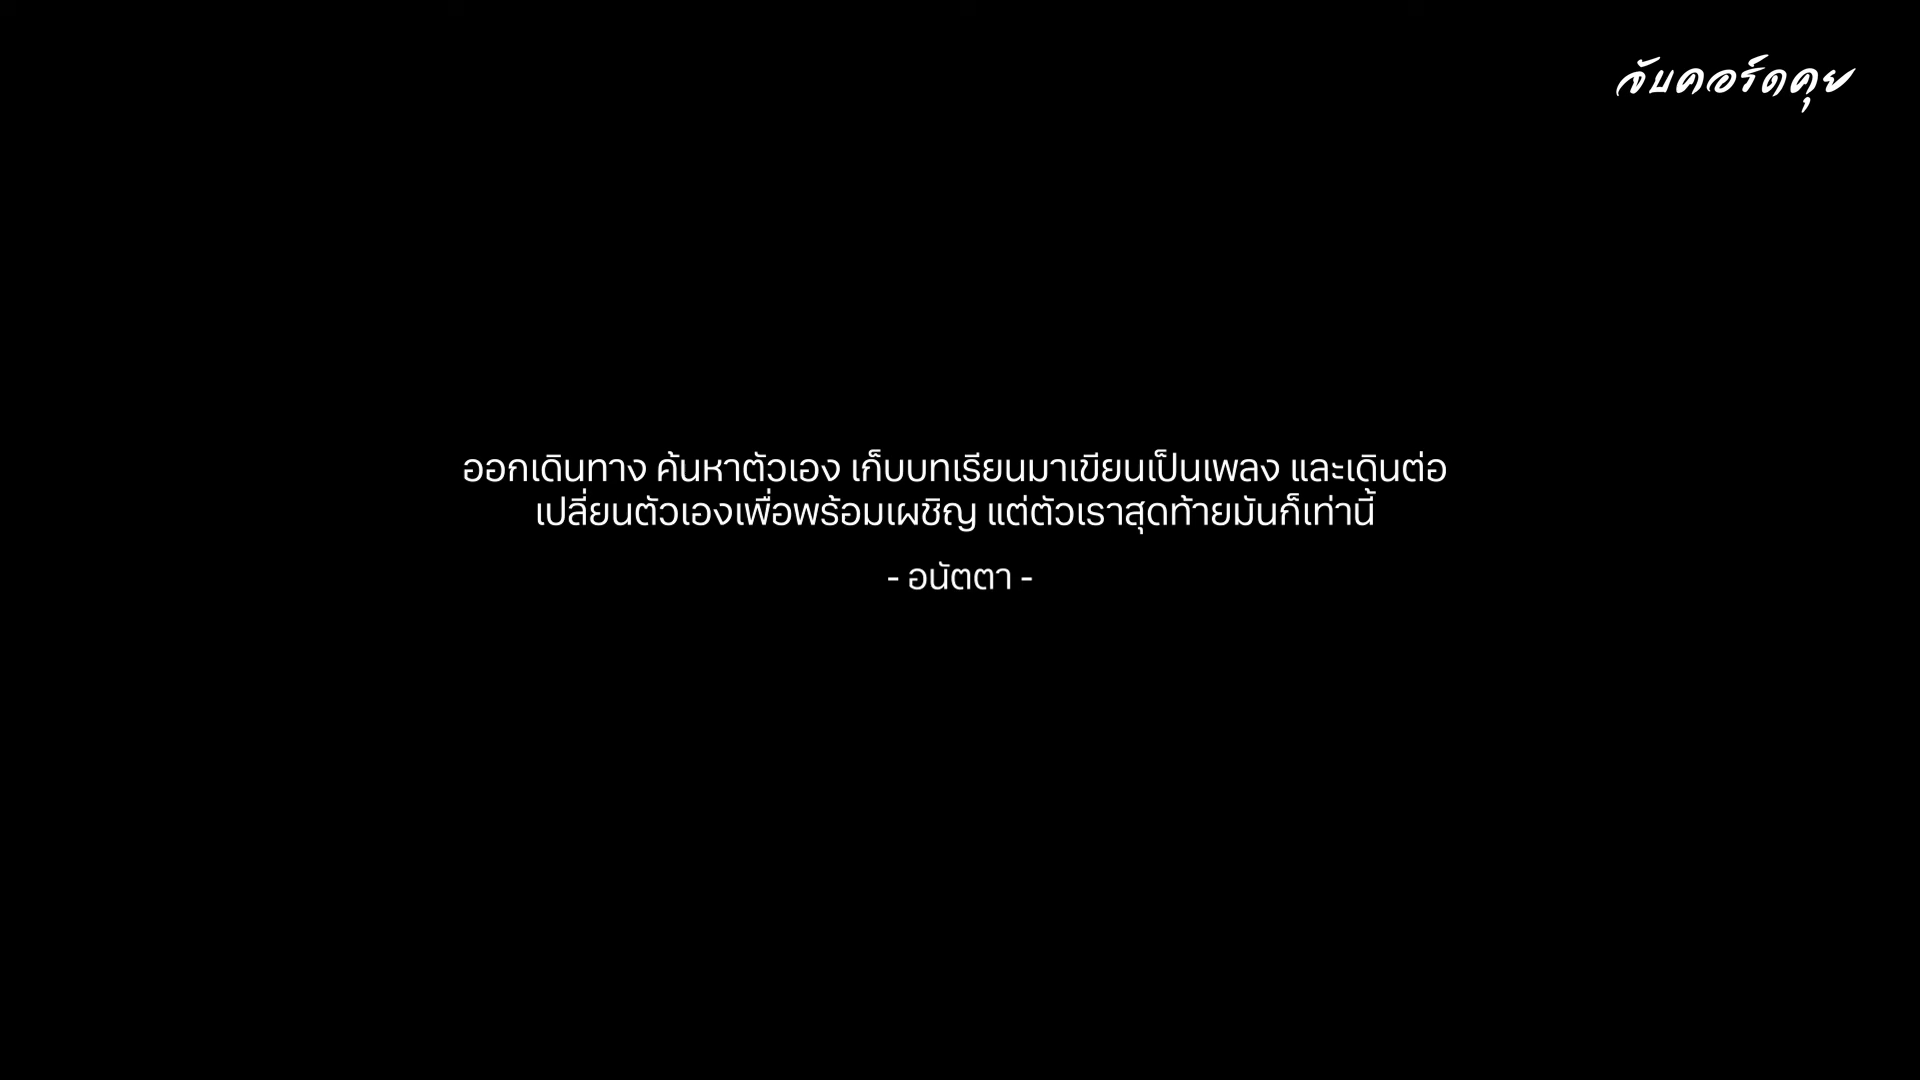 จับคอร์ดคุย
ออกเดินทาง ค้นหาตัวเอง เก็บบทเรียนมาเขียนเป็นเพลง และเดินต่อ
เปลี่ยนตัวเองเพื่อพร้อมเผชิญ แต่ตัวเราสุดท้ายมันก็เท่านี้
- อนัตตา -